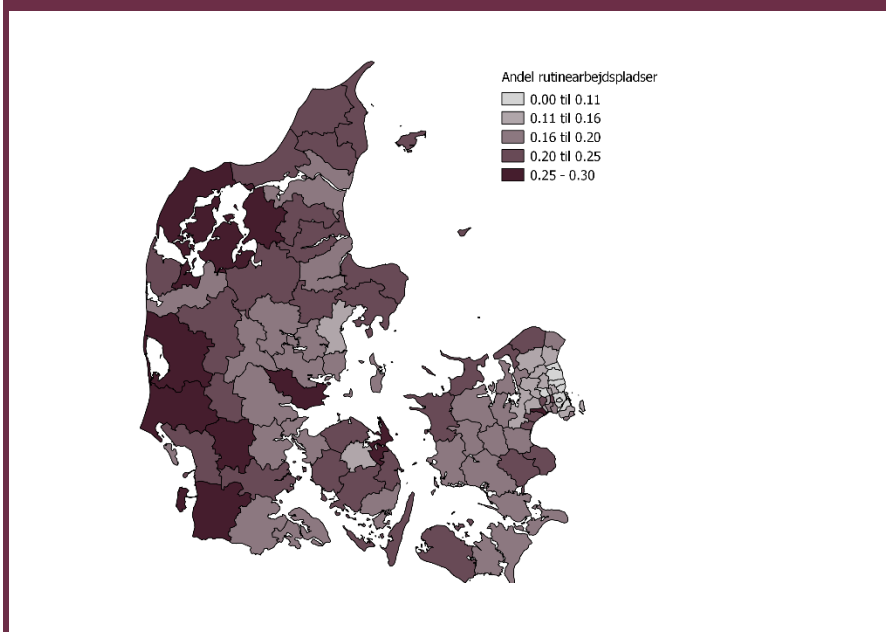 Andel rutinearbejdspladser
0.00 til 0.11
0.11 til 0.16
0.16 til 0.20
0.20 til 0.25
0.25 - 0.30